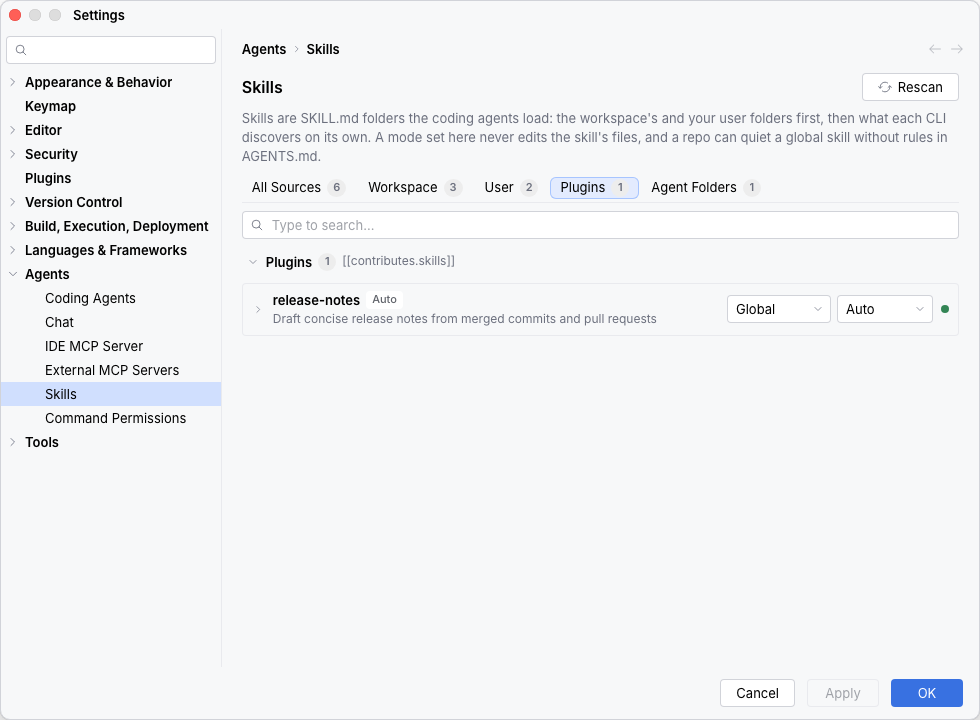 Settings
Appearance & Behavior
Keymap
Editor
Security
Plugins
Version Control
Build, Execution, Deployment
Languages & Frameworks
Agents
Coding Agents
Chat
IDE MCP Server
External MCP Servers
Skills
Command Permissions
Tools
Agents › Skills
Skills
Rescan
Skills are SKILL.md folders the coding agents load: the workspace's and your user folders first, then what each CLI
discovers on its own. A mode set here never edits the skill's files, and a repo can quiet a global skill without rules in
AGENTS.md.
All Sources 6 Workspace 3 User 2 Plugins 1 Agent Folders 1
Type to search...
Plugins 1 [[contributes.skills]]
release-notes Auto
Draft concise release notes from merged commits and pull requests
Global Auto
Cancel Apply OK